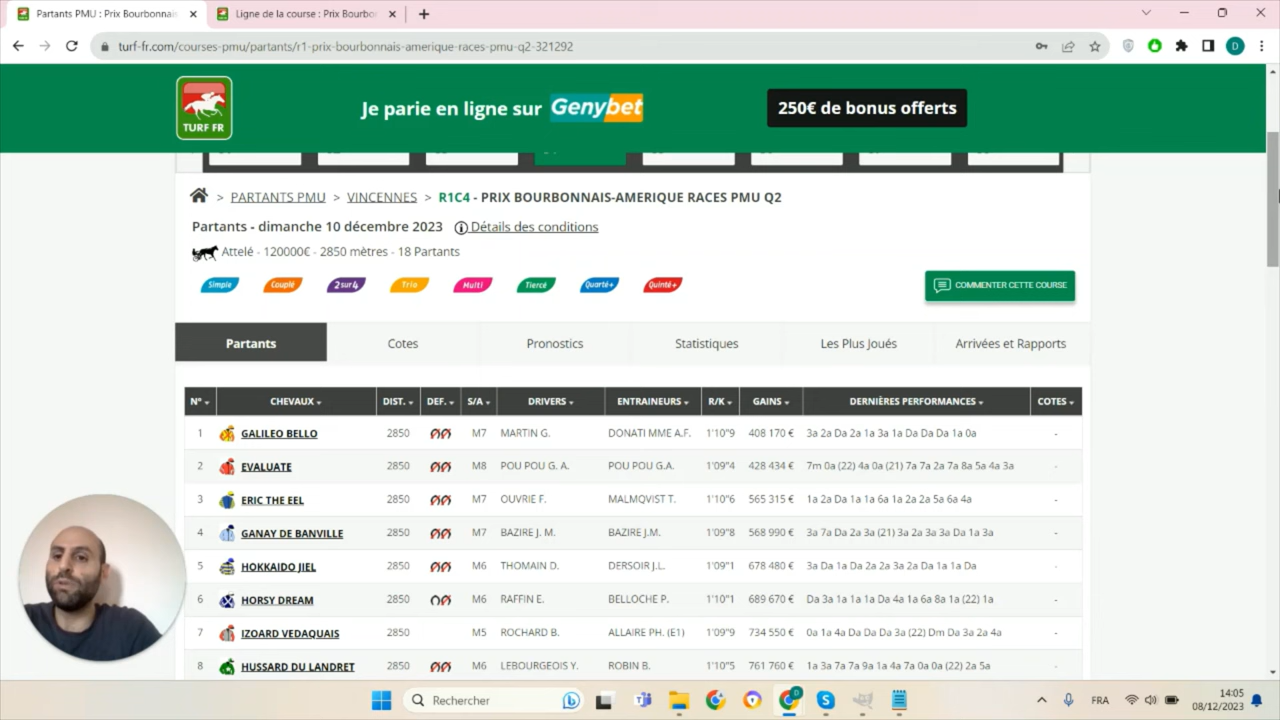 Partants PMU : Prix Bourbonnais
Ligne de la course : Prix Bourbo
turf-fr.com/courses-pmu/partants/r1-prix-bourbonnais-amerique-races-pmu-q2-321292
D
TURF FR
Je parie en ligne sur Genybet
250€ de bonus offerts
> PARTANTS PMU > VINCENNES > R1C4 - PRIX BOURBONNAIS-AMERIQUE RACES PMU Q2
Partants - dimanche 10 décembre 2023 Détails des conditions
Attelé - 120000€ - 2850 mètres - 18 Partants
Simple Couplé 2sur4 Trio Multi Tiercé Quarté+ Quinté+
COMMENTER CETTE COURSE
Partants Cotes Pronostics Statistiques Les Plus Joués Arrivées et Rapports
N° CHEVAUX DIST. DEF. S/A DRIVERS ENTRAINEURS R/K GAINS DERNIÈRES PERFORMANCES COTES
1 GALILEO BELLO 2850 M7 MARTIN G. DONATI MME A.F. 1'10"9 408 170 € 3a 2a Da 2a 1a 3a 1a Da Da Da 1a 0a -
2 EVALUATE 2850 M8 POU POU G. A. POU POU G.A. 1'09"4 428 434 € 7m 0a (22) 4a 0a (21) 7a 7a 2a 7a 8a 5a 4a 3a -
3 ERIC THE EEL 2850 M7 OUVRIE F. MALMQVIST T. 1'10"6 565 315 € 1a 2a Da 1a 1a 6a 1a 2a 2a 5a 6a 4a -
4 GANAY DE BANVILLE 2850 M7 BAZIRE J. M. BAZIRE J.M. 1'09"8 568 990 € 3a 7a Da 2a 3a (21) 3a 2a 3a 3a Da 1a 3a -
5 HOKKAIDO JIEL 2850 M6 THOMAIN D. DERSOIR J.L. 1'09"1 678 480 € 3a Da 1a Da 2a 2a 3a 2a Da 1a 1a Da -
6 HORSY DREAM 2850 M6 RAFFIN E. BELLOCHE P. 1'10"1 689 670 € Da 3a 1a 1a 1a Da 4a 1a 6a 8a 1a (22) 1a -
7 IZOARD VEDAQUAIS 2850 M5 ROCHARD B. ALLAIRE PH. (E1) 1'09"9 734 550 € 0a 1a 4a Da Da Da 3a (22) Dm Da 3a 2a 4a -
8 HUSSARD DU LANDRET 2850 M6 LEBOURGEOIS Y. ROBIN B. 1'10"5 761 760 € 1a 3a 7a 7a 9a 1a 4a 7a 0a 0a (22) 2a 5a -
Rechercher
FRA
14:05
08/12/2023